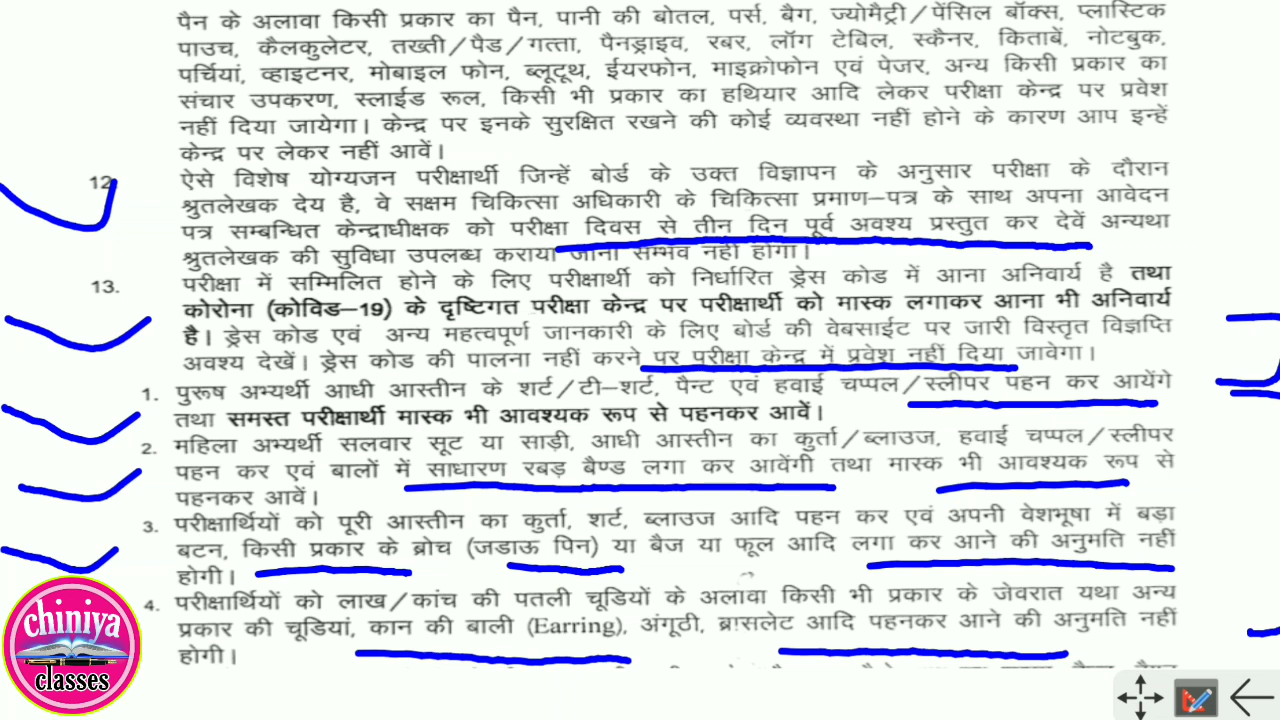 पैन के अलावा किसी प्रकार का पैन, पानी की बोतल, पर्स, बैग, ज्योमैट्री/पेंसिल बॉक्स, प्लास्टिक
पाउच, कैलकुलेटर, तख्ती/पैड/गत्ता, पैनड्राइव, रबर, लॉग टेबिल, स्कैनर, किताबें, नोटबुक,
पर्चियां, व्हाइटनर, मोबाइल फोन, ब्लूटूथ, ईयरफोन, माइक्रोफोन एवं पेजर, अन्य किसी प्रकार का
संचार उपकरण, स्लाईड रूल, किसी भी प्रकार का हथियार आदि लेकर परीक्षा केन्द्र पर प्रवेश
नहीं दिया जायेगा। केन्द्र पर इनके सुरक्षित रखने की कोई व्यवस्था नहीं होने के कारण आप इन्हें
केन्द्र पर लेकर नहीं आवें।
12 ऐसे विशेष योग्यजन परीक्षार्थी जिन्हें बोर्ड के उक्त विज्ञापन के अनुसार परीक्षा के दौरान
श्रुतलेखक देय है, वे सक्षम चिकित्सा अधिकारी के चिकित्सा प्रमाण–पत्र के साथ अपना आवेदन
पत्र सम्बन्धित केन्द्राधीक्षक को परीक्षा दिवस से तीन दिन पूर्व अवश्य प्रस्तुत कर देवें अन्यथा
श्रुतलेखक की सुविधा उपलब्ध कराया जाना सम्भव नहीं होगा।
13. परीक्षा में सम्मिलित होने के लिए परीक्षार्थी को निर्धारित ड्रेस कोड में आना अनिवार्य है तथा
कोरोना (कोविड–19) के दृष्टिगत परीक्षा केन्द्र पर परीक्षार्थी को मास्क लगाकर आना भी अनिवार्य
है। ड्रेस कोड एवं अन्य महत्वपूर्ण जानकारी के लिए बोर्ड की वेबसाईट पर जारी विस्तृत विज्ञप्ति
अवश्य देखें। ड्रेस कोड की पालना नहीं करने पर परीक्षा केन्द्र में प्रवेश नहीं दिया जावेगा।
1. पुरूष अभ्यर्थी आधी आस्तीन के शर्ट/टी–शर्ट, पैन्ट एवं हवाई चप्पल/स्लीपर पहन कर आयेंगे
तथा समस्त परीक्षार्थी मास्क भी आवश्यक रूप से पहनकर आवें।
2. महिला अभ्यर्थी सलवार सूट या साड़ी, आधी आस्तीन का कुर्ता/ब्लाउज, हवाई चप्पल/स्लीपर
पहन कर एवं बालों में साधारण रबड़ बैण्ड लगा कर आवेंगी तथा मास्क भी आवश्यक रूप से
पहनकर आवें।
3. परीक्षार्थियों को पूरी आस्तीन का कुर्ता, शर्ट, ब्लाउज आदि पहन कर एवं अपनी वेशभूषा में बड़ा
बटन, किसी प्रकार के ब्रोच (जडाऊ पिन) या बैज या फूल आदि लगा कर आने की अनुमति नहीं
होगी।
4. परीक्षार्थियों को लाख/कांच की पतली चूडियों के अलावा किसी भी प्रकार के जेवरात यथा अन्य
प्रकार की चूडियां, कान की बाली (Earring), अंगूठी, ब्रासलेट आदि पहनकर आने की अनुमति नहीं
होगी।
chiniya
classes